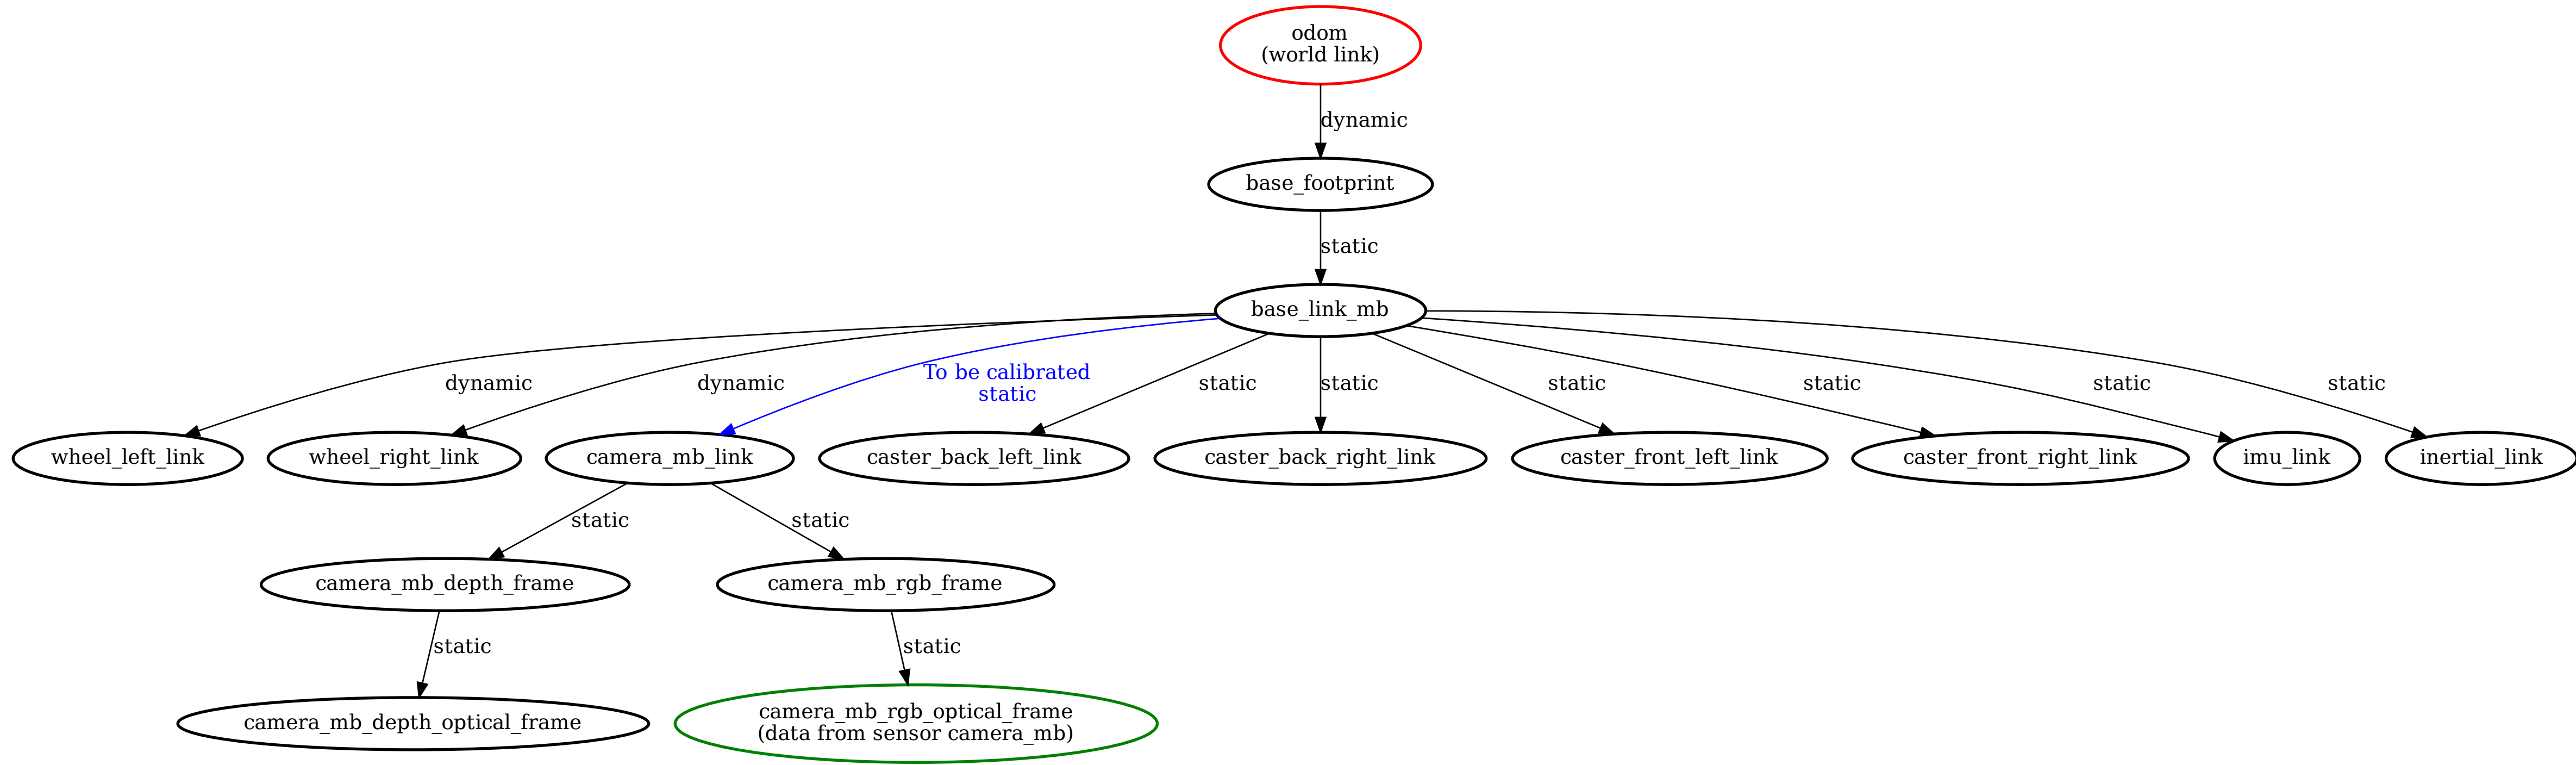 odom
(world link)
dynamic
base_footprint
static
base_link_mb
dynamic
dynamic
To be calibrated
static
static
static
static
static
static
static
wheel_left_link
wheel_right_link
camera_mb_link
caster_back_left_link
caster_back_right_link
caster_front_left_link
caster_front_right_link
imu_link
inertial_link
static
static
camera_mb_depth_frame
camera_mb_rgb_frame
static
static
camera_mb_depth_optical_frame
camera_mb_rgb_optical_frame
(data from sensor camera_mb)